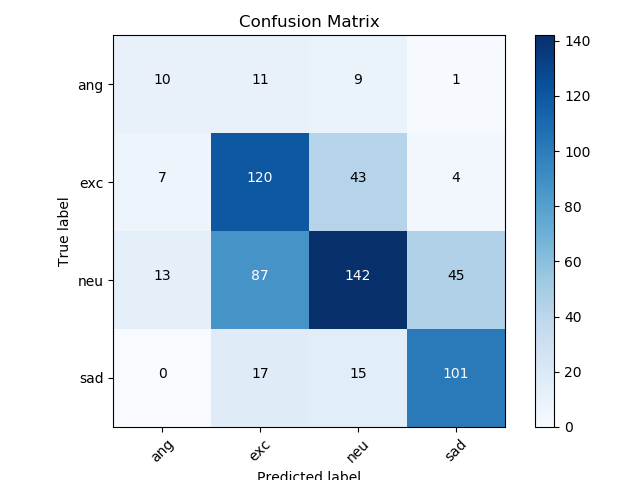 Confusion Matrix
True label
ang 10 11 9 1
exc 7 120 43 4
neu 13 87 142 45
sad 0 17 15 101
ang exc neu sad
Predicted label
140
120
100
80
60
40
20
0